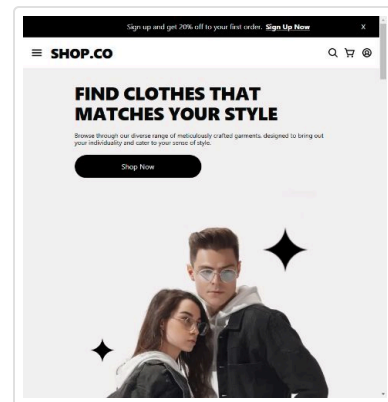 Sign up and get 20% off to your first order. Sign Up Now
X
SHOP.CO
FIND CLOTHES THAT
MATCHES YOUR STYLE
Browse through our diverse range of meticulously crafted garments, designed to bring out
your individuality and cater to your sense of style.
Shop Now